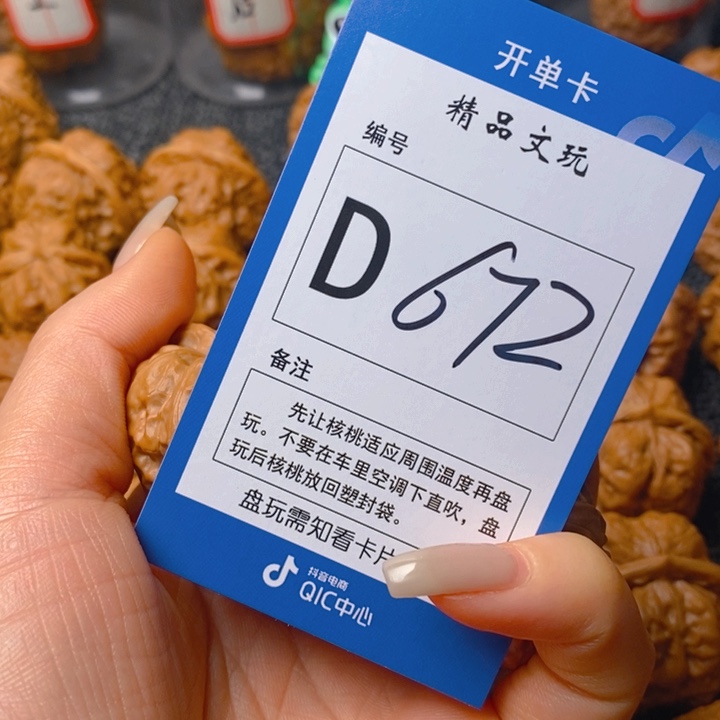 开单卡
精品文玩
编号
D 672
备注
先让核桃适应周围温度再盘
玩。不要在车里空调下直吹，盘
玩后核桃放回塑封袋。
盘玩需知看卡片
抖音电商
QIC中心